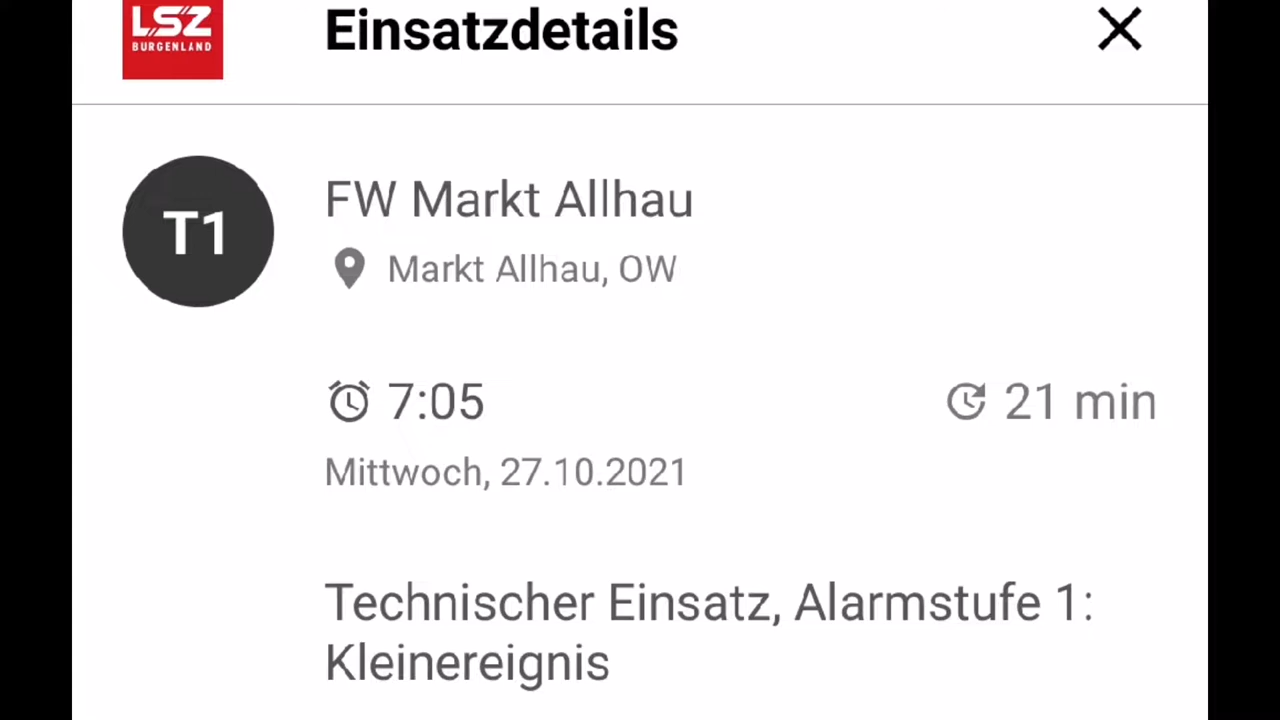 LSZ
BURGENLAND
Einsatzdetails
T1
FW Markt Allhau
Markt Allhau, OW
7:05
21 min
Mittwoch, 27.10.2021
Technischer Einsatz, Alarmstufe 1:
Kleinereignis